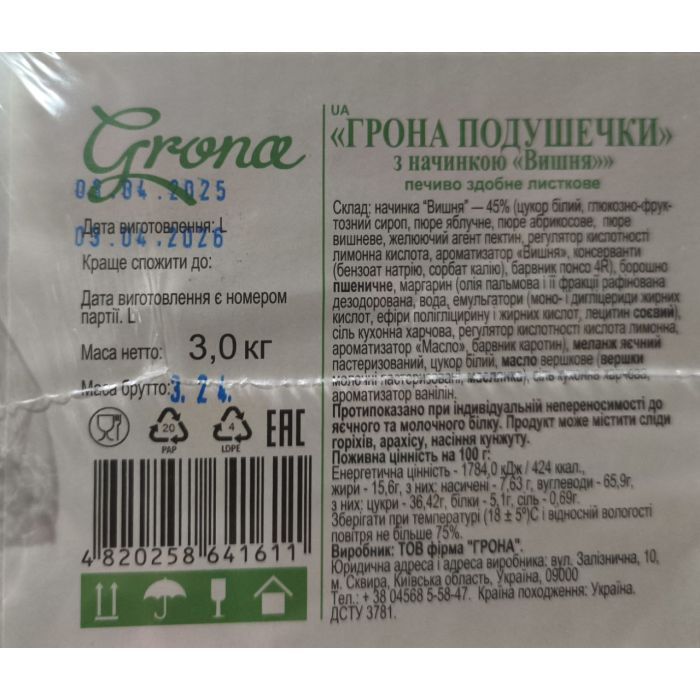 Grona
03.04.2025
Дата виготовлення: L
03.04.2026
Краще спожити до:
Дата виготовлення є номером
партії. L
Маса нетто: 3,0 кг
Маса брутто: 3.24.
20
PAP
4
LDPE
EAC
4 820258 641611
UA
«ГРОНА ПОДУШЕЧКИ»
з начинкою «Вишня»»
печиво здобне листкове
Склад: начинка "Вишня" — 45% (цукор білий, глюкозно-фрук-
тозний сироп, пюре яблучне, пюре абрикосове, пюре
вишневе, желюючий агент пектин, регулятор кислотності
лимонна кислота, ароматизатор «Вишня», консерванти
(бензоат натрію, сорбат калію), барвник понсо 4R), борошно
пшеничне, маргарин (олія пальмова і її фракції рафінована
дезодорована, вода, емульгатори (моно- і дигліцериди жирних
кислот, ефіри полігліцирину і жирних кислот, лецитин соєвий),
сіль кухонна харчова, регулятор кислотності кислота лимонна,
ароматизатор «Масло», барвник каротин), меланж яєчний
пастеризований, цукор білий, масло вершкове (вершки
молочні пастеризовані, маслянка), сіль кухонна харчова,
ароматизатор ванілін.
Протипоказано при індивідуальній непереносимості до
яєчного та молочного білку. Продукт може містити сліди
горіхів, арахісу, насіння кунжуту.
Поживна цінність на 100 г:
Енергетична цінність - 1784,0 кДж / 424 ккал.,
жири - 15,6г, з них: насичені - 7,63 г, вуглеводи - 65,9г,
з них: цукри - 36,42г, білки - 5,1г, сіль - 0,69г.
Зберігати при температурі (18 ± 5°С) і відносній вологості
повітря не більше 75%.
Виробник: ТОВ фірма "ГРОНА".
Юридична адреса і адреса виробника: вул. Залізнична, 10,
м. Сквира, Київська область, Україна, 09000
Тел.: + 38 04568 5-58-47. Країна походження: Україна.
ДСТУ 3781.